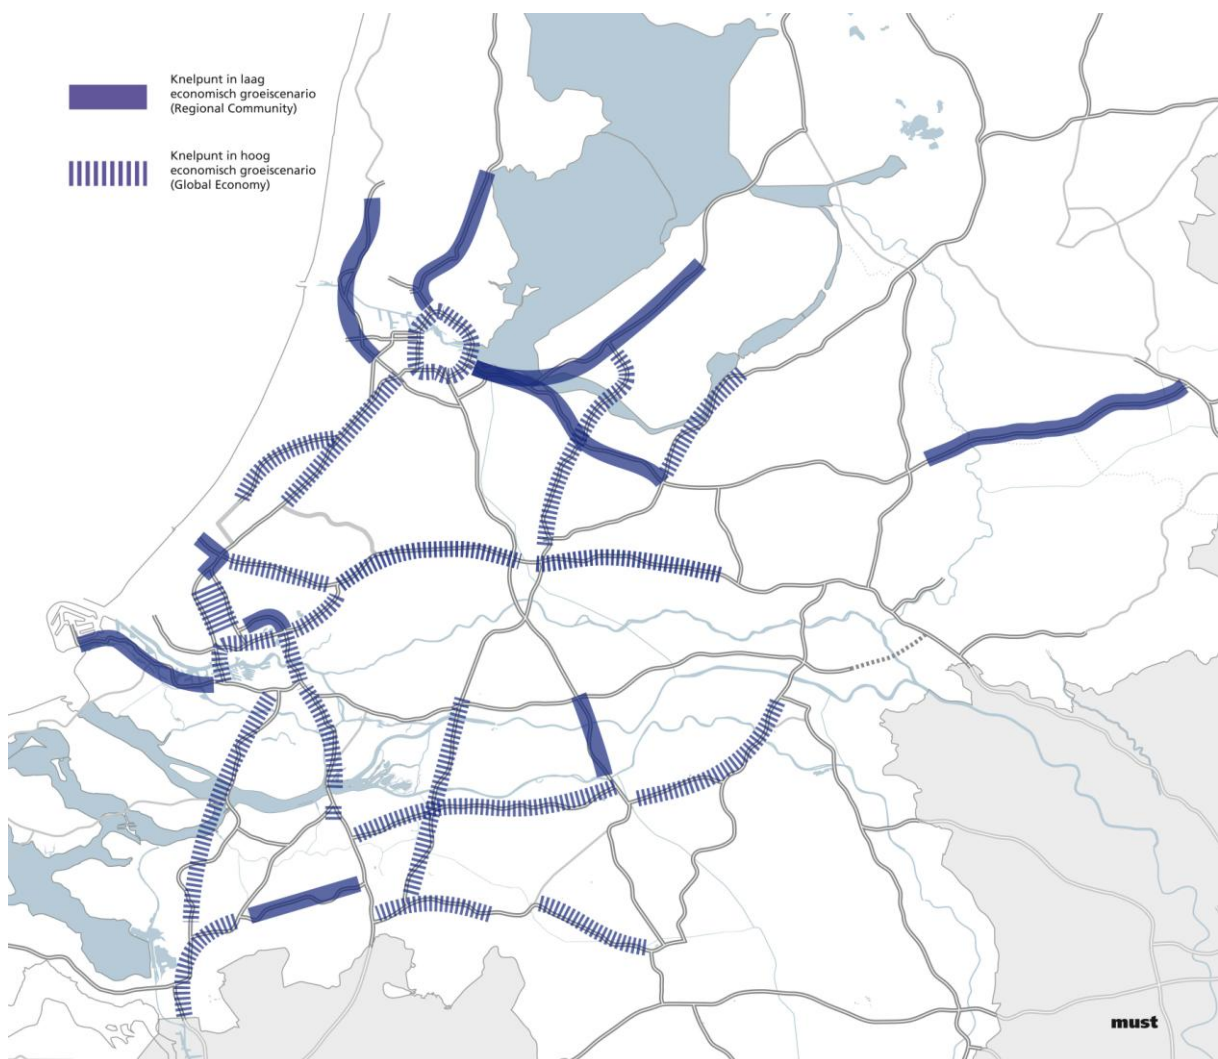 Knelpunt in laag
economisch groeiscenario
(Regional Community)
Knelpunt in hoog
economisch groeiscenario
(Global Economy)
must